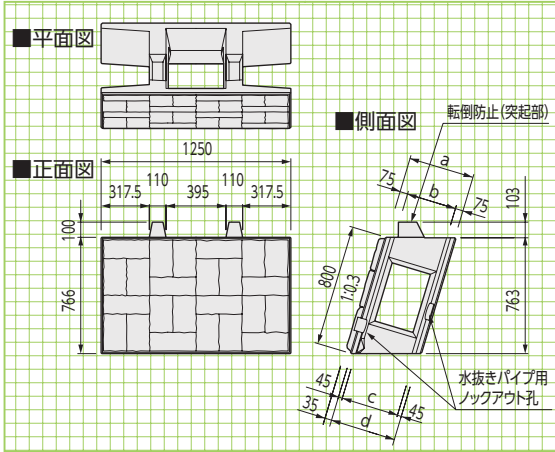 ■平面図
■正面図
1250
317.5
110
395
110
317.5
100
766
■側面図
転倒防止(突起部)
a
75
b
75
103
800
1:0.3
763
45
c
35
d
45
水抜きパイプ用
ノックアウト孔